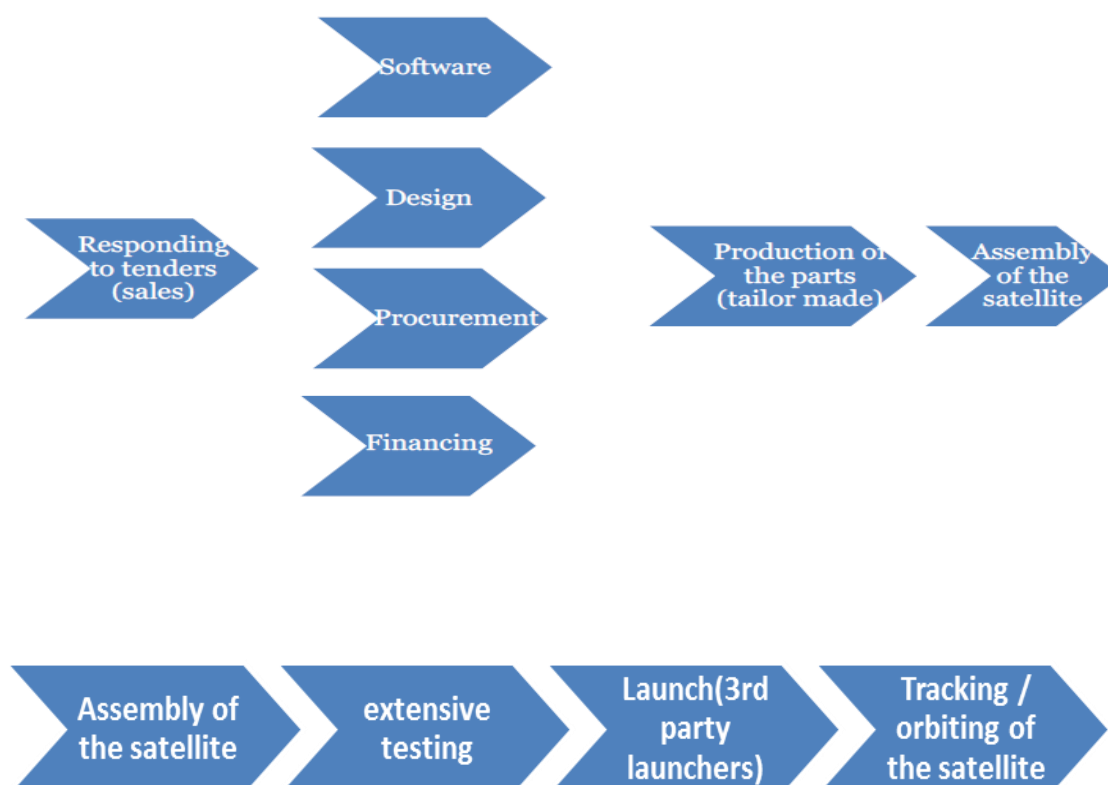 Software
Design
Responding
to tenders
(sales)
Procurement
Financing
Production of
the parts
(tailor made)
Assembly
of the
satellite
Assembly of
the satellite
extensive
testing
Launch(3rd
party
launchers)
Tracking /
orbiting of
the satellite